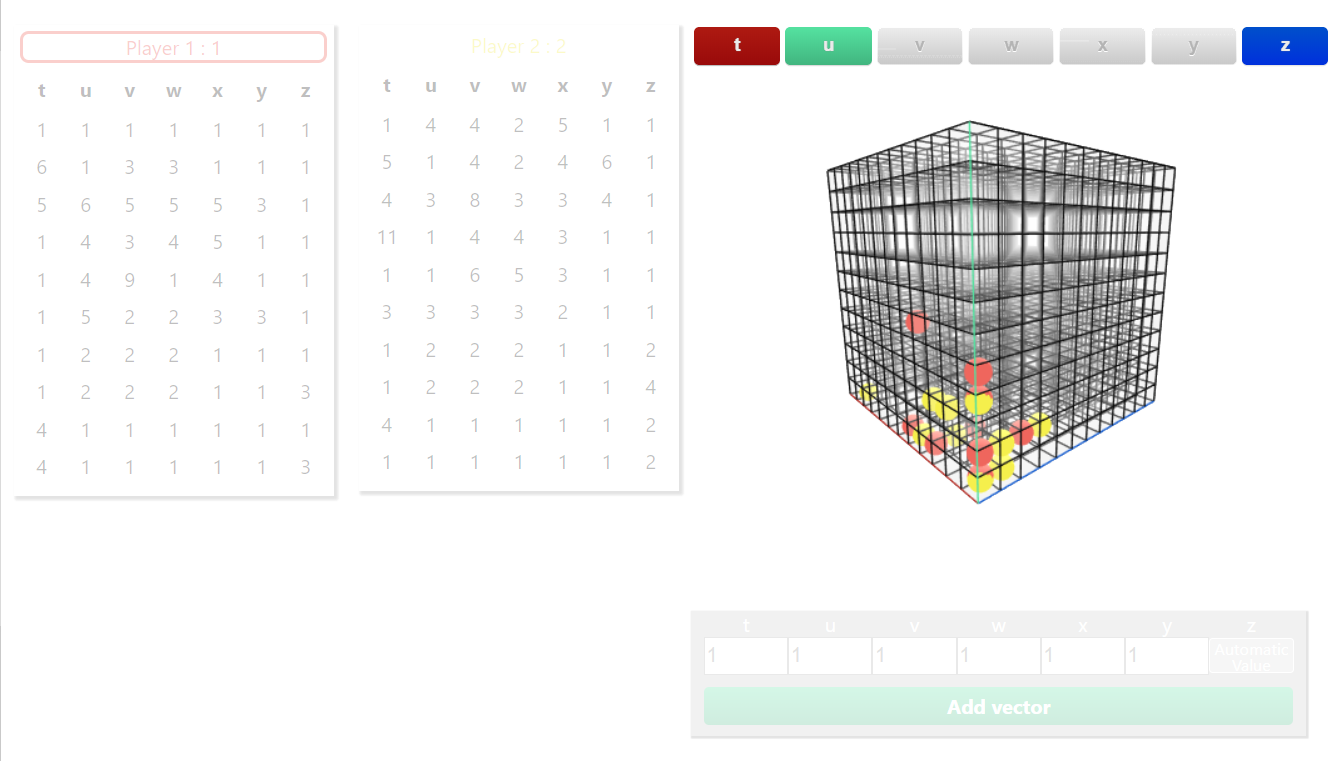 Player 1 : 1
t u v w x y z
1 1 1 1 1 1 1
6 1 3 3 1 1 1
5 6 5 5 5 3 1
1 4 3 4 5 1 1
1 4 9 1 4 1 1
1 5 2 2 3 3 1
1 2 2 2 1 1 1
1 2 2 2 1 1 3
4 1 1 1 1 1 1
4 1 1 1 1 1 3
Player 2 : 2
t u v w x y z
1 4 4 2 5 1 1
5 1 4 2 4 6 1
4 3 8 3 3 4 1
11 1 4 4 3 1 1
1 1 6 5 3 1 1
3 3 3 3 2 1 1
1 2 2 2 1 1 2
1 2 2 2 1 1 4
4 1 1 1 1 1 2
1 1 1 1 1 1 2
t u v w x y z
t u v w x y z
1 1 1 1 1 1 Automatic
Value
Add vector